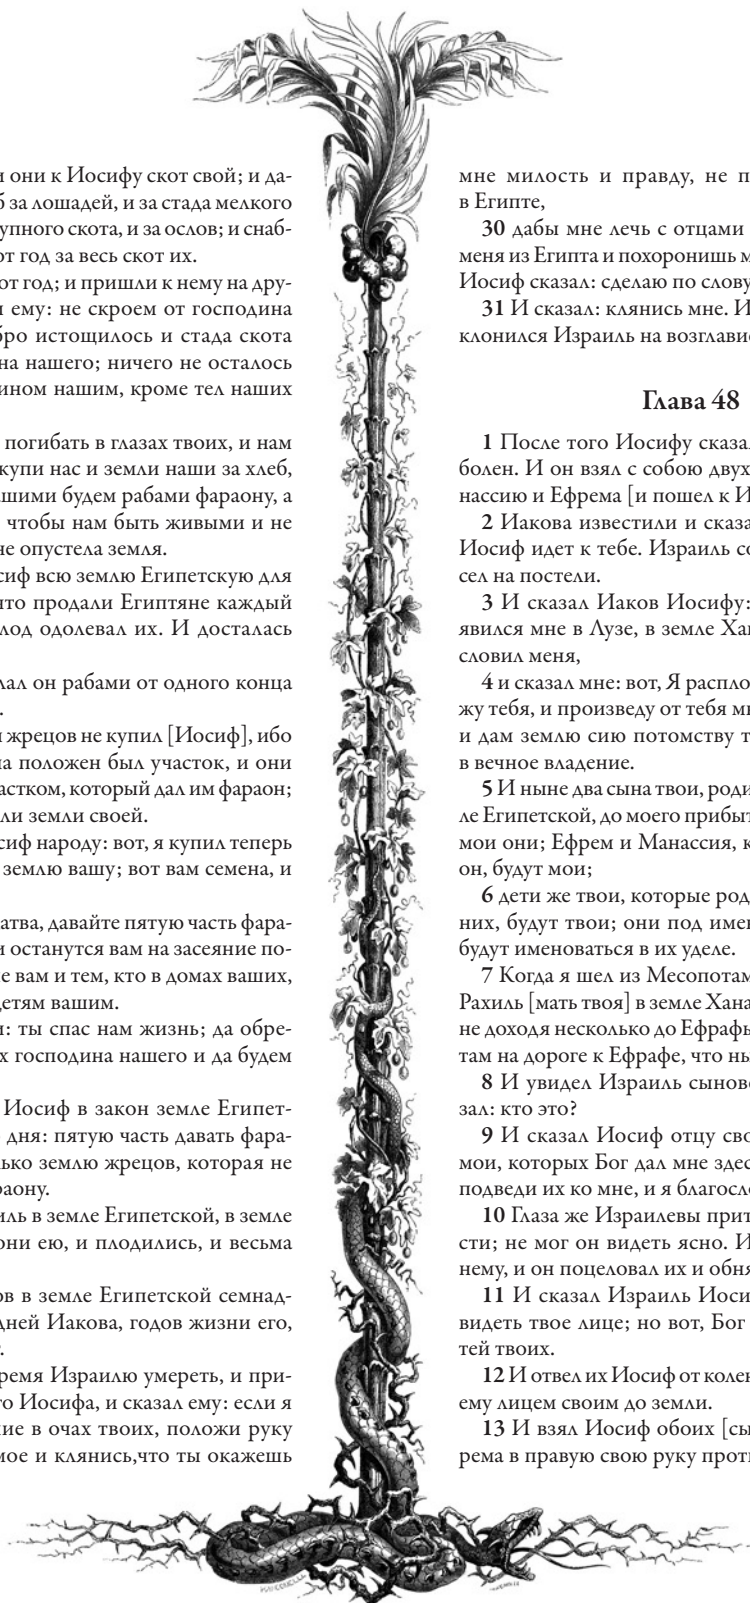 и они к Иосифу скот свой; и да-
б за лошадей, и за стада мелкого
упного скота, и за ослов; и снаб-
от год за весь скот их.
от год; и пришли к нему на дру-
и ему: не скроем от господина
бро истощилось и стада скота
на нашего; ничего не осталось
ином нашим, кроме тел наших
погибать в глазах твоих, и нам
купи нас и земли наши за хлеб,
ашими будем рабами фараону, а
чтобы нам быть живыми и не
не опустела земля.
сиф всю землю Египетскую для
что продали Египтяне каждый
лод одолевал их. И досталась
лал он рабами от одного конца
.
и жрецов не купил [Иосиф], ибо
на положен был участок, и они
астком, который дал им фараон;
ли земли своей.
сиф народу: вот, я купил теперь
землю вашу; вот вам семена, и
атва, давайте пятую часть фара-
и останутся вам на засеяние по-
е вам и тем, кто в домах ваших,
детям вашим.
и: ты спас нам жизнь; да обре-
х господина нашего и да будем
Иосиф в закон земле Египет-
дня: пятую часть давать фара-
ько землю жрецов, которая не
раону.
иль в земле Египетской, в земле
они ею, и плодились, и весьма
ов в земле Египетской семнад-
дней Иакова, годов жизни его,
.
ремя Израилю умереть, и при-
го Иосифа, и сказал ему: если я
ние в очах твоих, положи руку
мое и клянись,что ты окажешь
мне милость и правду, не п
в Египте,
30 дабы мне лечь с отцами
меня из Египта и похоронишь м
Иосиф сказал: сделаю по слову
31 И сказал: клянись мне. И
клонился Израиль на возглавие
Глава 48
1 После того Иосифу сказал
болен. И он взял с собою двух
нассию и Ефрема [и пошел к И
2 Иакова известили и сказа
Иосиф идет к тебе. Израиль со
сел на постели.
3 И сказал Иаков Иосифу:
явился мне в Лузе, в земле Хан
словил меня,
4 и сказал мне: вот, Я распло
жу тебя, и произведу от тебя мн
и дам землю сию потомству т
в вечное владение.
5 И ныне два сына твои, роди
ле Египетской, до моего прибыт
мои они; Ефрем и Манассия, к
он, будут мои;
6 дети же твои, которые род
них, будут твои; они под имен
будут именоваться в их уделе.
7 Когда я шел из Месопотам
Рахиль [мать твоя] в земле Хана
не доходя несколько до Ефрафы
там на дороге к Ефрафе, что ны
8 И увидел Израиль сынове
зал: кто это?
9 И сказал Иосиф отцу сво
мои, которых Бог дал мне здес
подведи их ко мне, и я благосло
10 Глаза же Израилевы прит
сти; не мог он видеть ясно. И
нему, и он поцеловал их и обня
11 И сказал Израиль Иоси
видеть твое лице; но вот, Бог
тей твоих.
12 И отвел их Иосиф от колен
ему лицем своим до земли.
13 И взял Иосиф обоих [сы
рема в правую свою руку проти